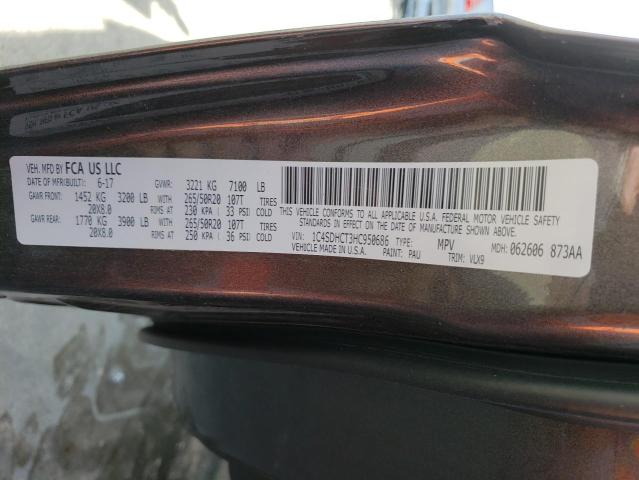 VEH. MFD BY FCA US LLC
DATE OF MFR(BUILT): 6-17 GVWR: 3221 KG 7100 LB
GAWR FRONT: 1452 KG 3200 LB 265/50R20 107T TIRES
20X8.0 RIMS AT 230 KPA ( 33 PSI) COLD
GAWR REAR: 1770 KG 3900 LB 265/50R20 107T TIRES
20X8.0 RIMS AT 250 KPA ( 36 PSI) COLD
THIS VEHICLE CONFORMS TO ALL APPLICABLE U.S.A. FEDERAL MOTOR VEHICLE SAFETY
STANDARDS IN EFFECT ON THE DATE OF MANUFACTURE SHOWN ABOVE.
VIN: 1C4SDHCT3HC950686 TYPE: MPV MDH: 062606 873AA
VEHICLE MADE IN U.S.A. PAINT: PAU TRIM: VLX9